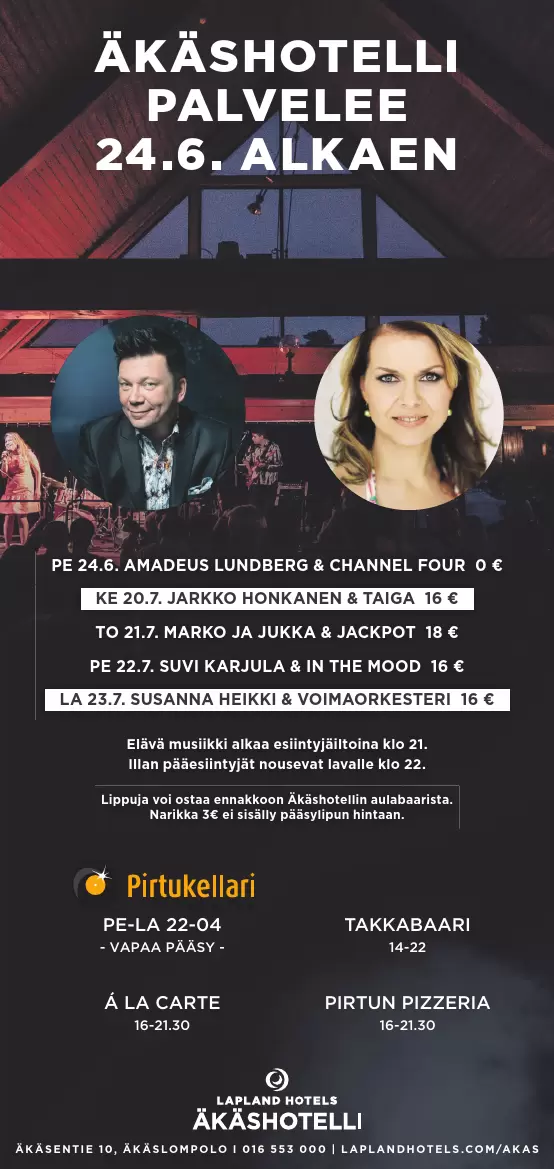 ÄKÄSHOTELLI
PALVELEE
24.6. ALKAEN
PE 24.6. AMADEUS LUNDBERG & CHANNEL FOUR 0 €
KE 20.7. JARKKO HONKANEN & TAIGA 16 €
TO 21.7. MARKO JA JUKKA & JACKPOT 18 €
PE 22.7. SUVI KARJULA & IN THE MOOD 16 €
LA 23.7. SUSANNA HEIKKI & VOIMAORKESTERI 16 €
Elävä musiikki alkaa esiintyjäiltoina klo 21.
Illan pääesiintyjät nousevat lavalle klo 22.
Lippuja voi ostaa ennakkoon Äkäshotellin aulabaarista.
Narikka 3€ ei sisälly pääsylipun hintaan.
Pirtukellari
PE-LA 22-04
- VAPAA PÄÄSY -
TAKKABAARI
14-22
Á LA CARTE
16-21.30
PIRTUN PIZZERIA
16-21.30
LAPLAND HOTELS
ÄKÄSHOTELLI
ÄKÄSENTIE 10, ÄKÄSLOMPOLO I 016 553 000 | LAPLANDHOTELS.COM/AKAS